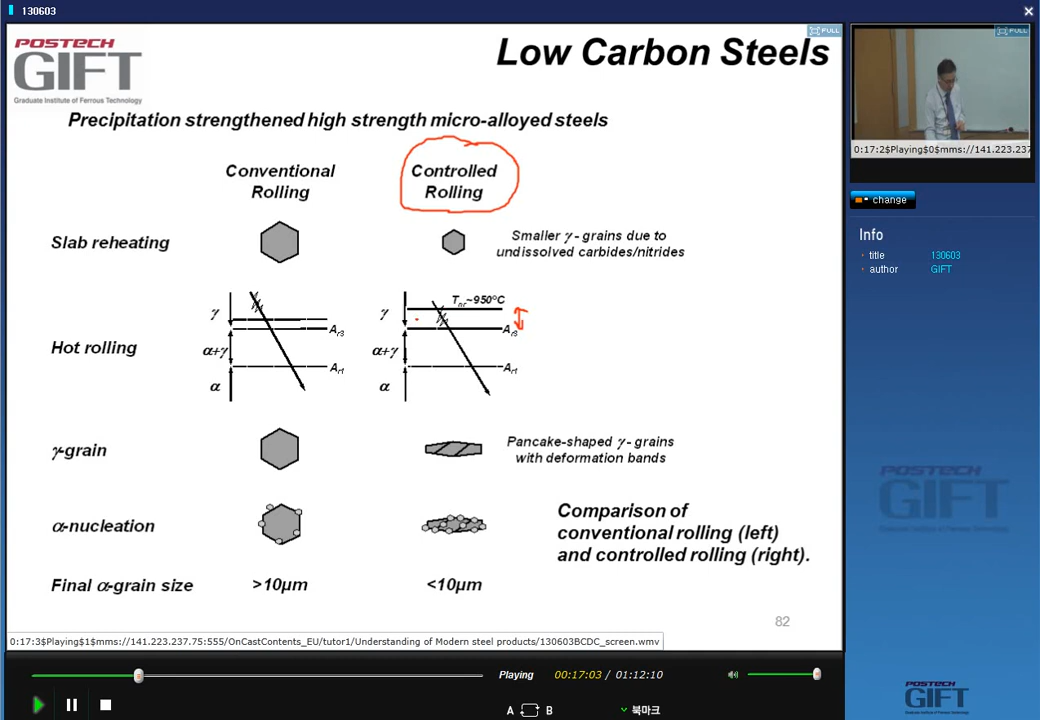 130603
POSTECH
GIFT
Graduate Institute of Ferrous Technology
FULL
Low Carbon Steels
Precipitation strengthened high strength micro-alloyed steels
Conventional
Rolling
Controlled
Rolling
Slab reheating
Smaller γ - grains due to
undissolved carbides/nitrides
Hot rolling
γ
Ar3
α+γ
Ar1
α
γ
Tnr~950°C
Ar3
α+γ
Ar1
α
γ-grain
Pancake-shaped γ - grains
with deformation bands
α-nucleation
Comparison of
conventional rolling (left)
and controlled rolling (right).
Final α-grain size
>10µm
<10µm
82
0:17:3$Playing$1$mms://141.223.237.75:555/OnCastContents_EU/tutor1/Understanding of Modern steel products/130603BCDC_screen.wmv
Playing
00:17:03 / 01:12:10
A B
북마크
FULL
0:17:2$Playing$0$mms://141.223.237
change
Info
title 130603
author GIFT
POSTECH
GIFT
POSTECH
GIFT